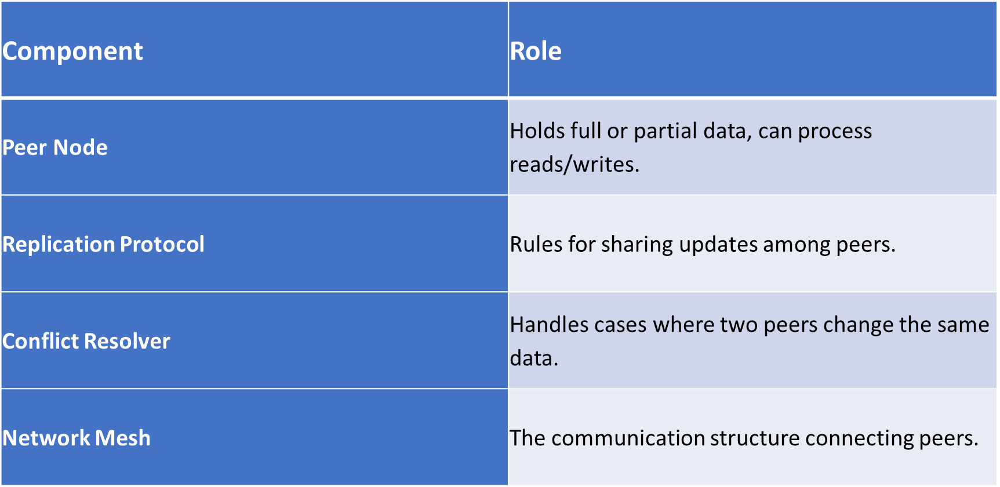 Component
Role
Peer Node
Holds full or partial data, can process
reads/writes.
Replication Protocol
Rules for sharing updates among peers.
Conflict Resolver
Handles cases where two peers change the same
data.
Network Mesh
The communication structure connecting peers.